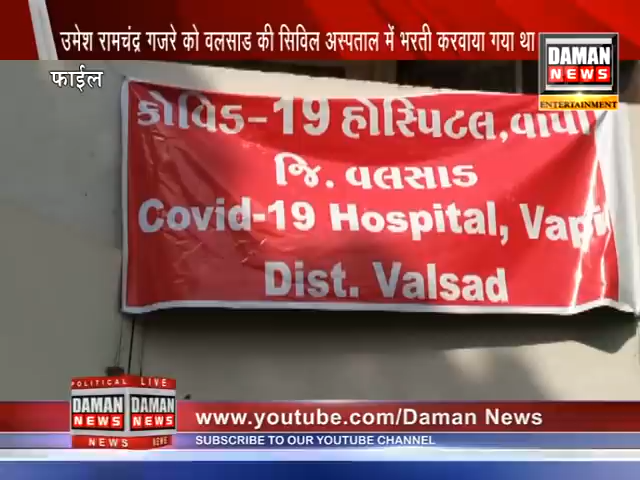 उमेश रामचंद्र गजरे को वलसाड की सिविल अस्पताल में भरती करवाया गया था
DAMAN
NEWS
ENTERTAINMENT
फाईल
કોવિડ-19 હોસ્પિટલ, વાપી
જિ. વલસાડ
Covid-19 Hospital, Vapi
Dist. Valsad
POLITICAL LIVE
DAMAN NEWS
DAMAN NEWS
NEWS
NEWS
www.youtube.com/Daman News
SUBSCRIBE TO OUR YOUTUBE CHANNEL